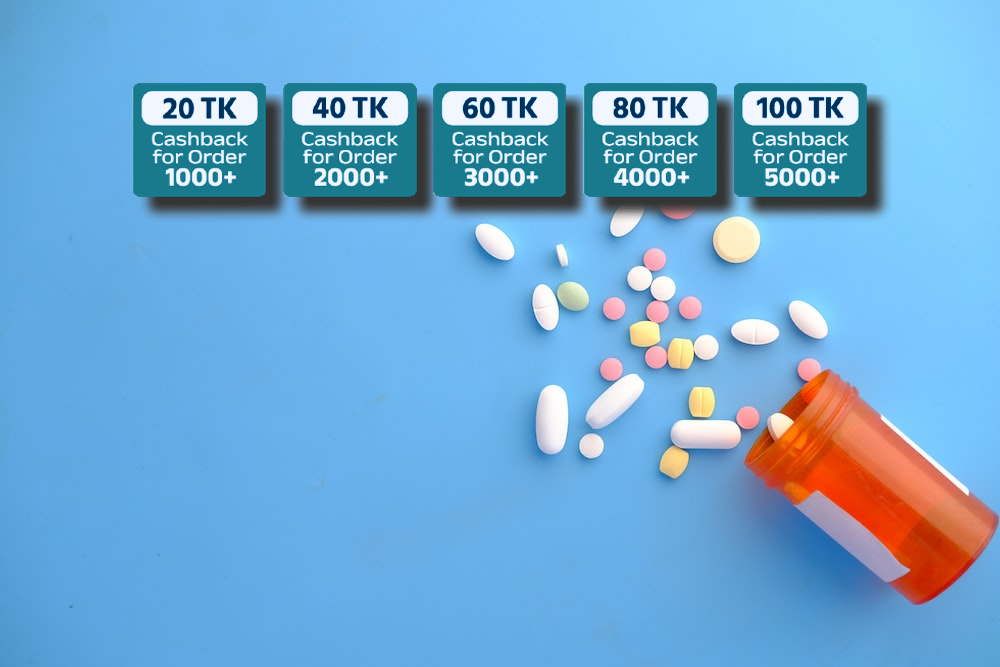 20 TK
Cashback
for Order
1000+
40 TK
Cashback
for Order
2000+
60 TK
Cashback
for Order
3000+
80 TK
Cashback
for Order
4000+
100 TK
Cashback
for Order
5000+